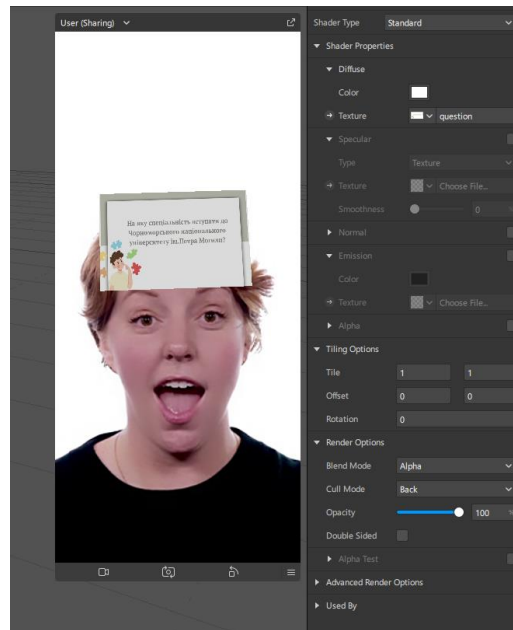 User (Sharing)
На яку спеціальність вступати до
Чорноморського національного
університету ім.Петра Могили?
Shader Type Standard
Shader Properties
Diffuse
Color
Texture question
Specular
Type Texture
Texture Choose File...
Smoothness 0 %
Normal
Emission
Color
Texture Choose File...
Alpha
Tiling Options
Tile 1 1
Offset 0 0
Rotation 0
Render Options
Blend Mode Alpha
Cull Mode Back
Opacity 100 %
Double Sided
Alpha Test
Advanced Render Options
Used By